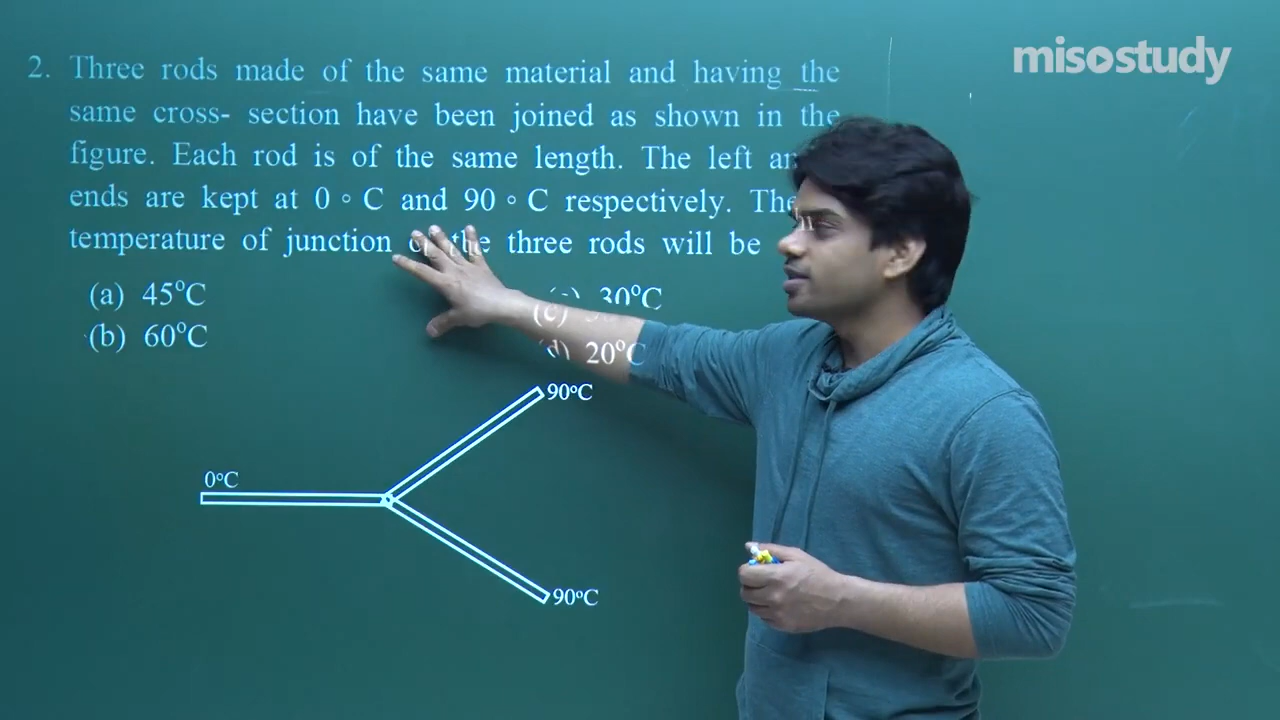 misostudy
2. Three rods made of the same material and having the
same cross- section have been joined as shown in the
figure. Each rod is of the same length. The left
ends are kept at 0 ∘ C and 90 ∘ C respectively. The
temperature of junction the three rods will be
(a) 45°C
30°C
(b) 60°C
(d) 20°C
90°C
0°C
90°C